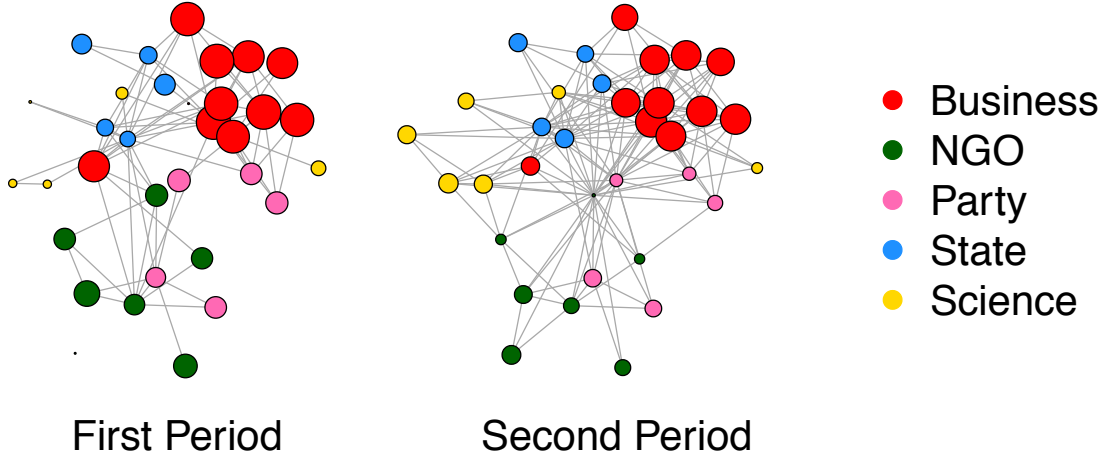 Business
NGO
Party
State
Science
First Period
Second Period